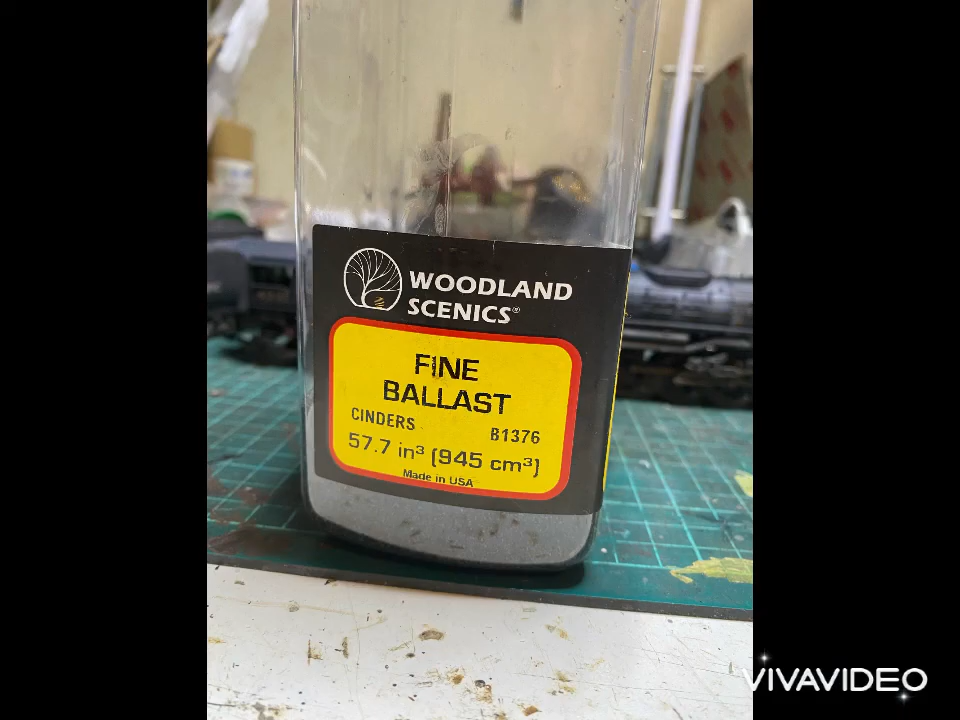 WOODLAND
SCENICS®
FINE
BALLAST
CINDERS B1376
57.7 in³ (945 cm³)
Made in USA
VIVAVIDEO